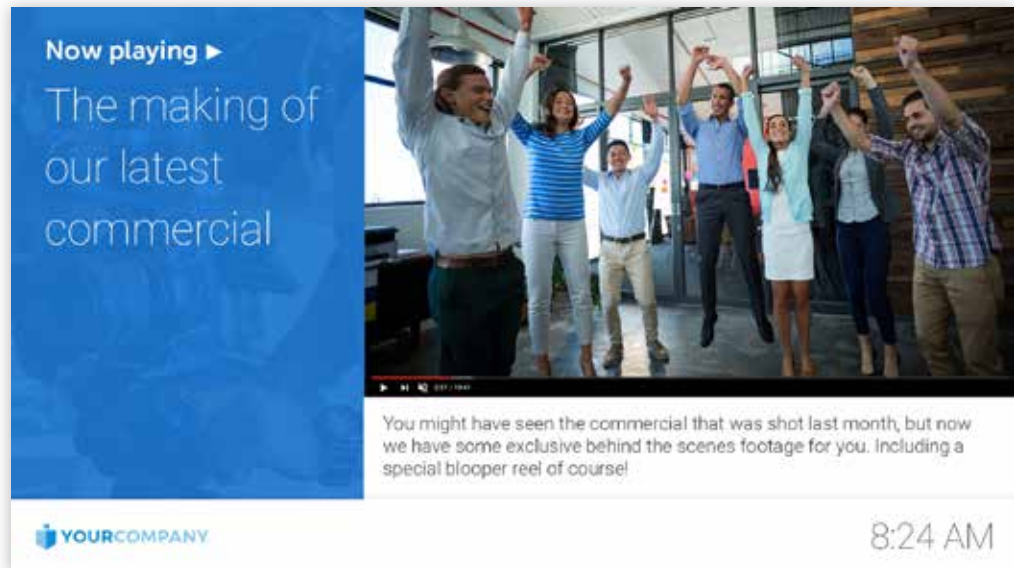 Now playing ▶
The making of
our latest
commercial
You might have seen the commercial that was shot last month, but now
we have some exclusive behind the scenes footage for you. Including a
special blooper reel of course!
YOURCOMPANY
8:24 AM